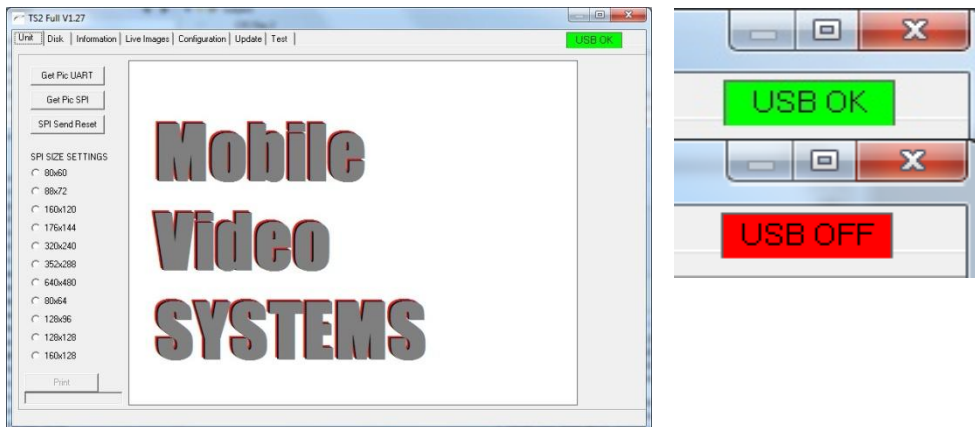 TS2 Full V1.27
Unit Disk Information Live Images Configuration Update Test USB OK
Get Pic UART
Get Pic SPI
SPI Send Reset
SPI SIZE SETTINGS
80x60
88x72
160x120
176x144
320x240
352x288
640x480
80x64
128x96
128x128
160x128
Print
Mobile
Video
SYSTEMS
USB OK
USB OFF